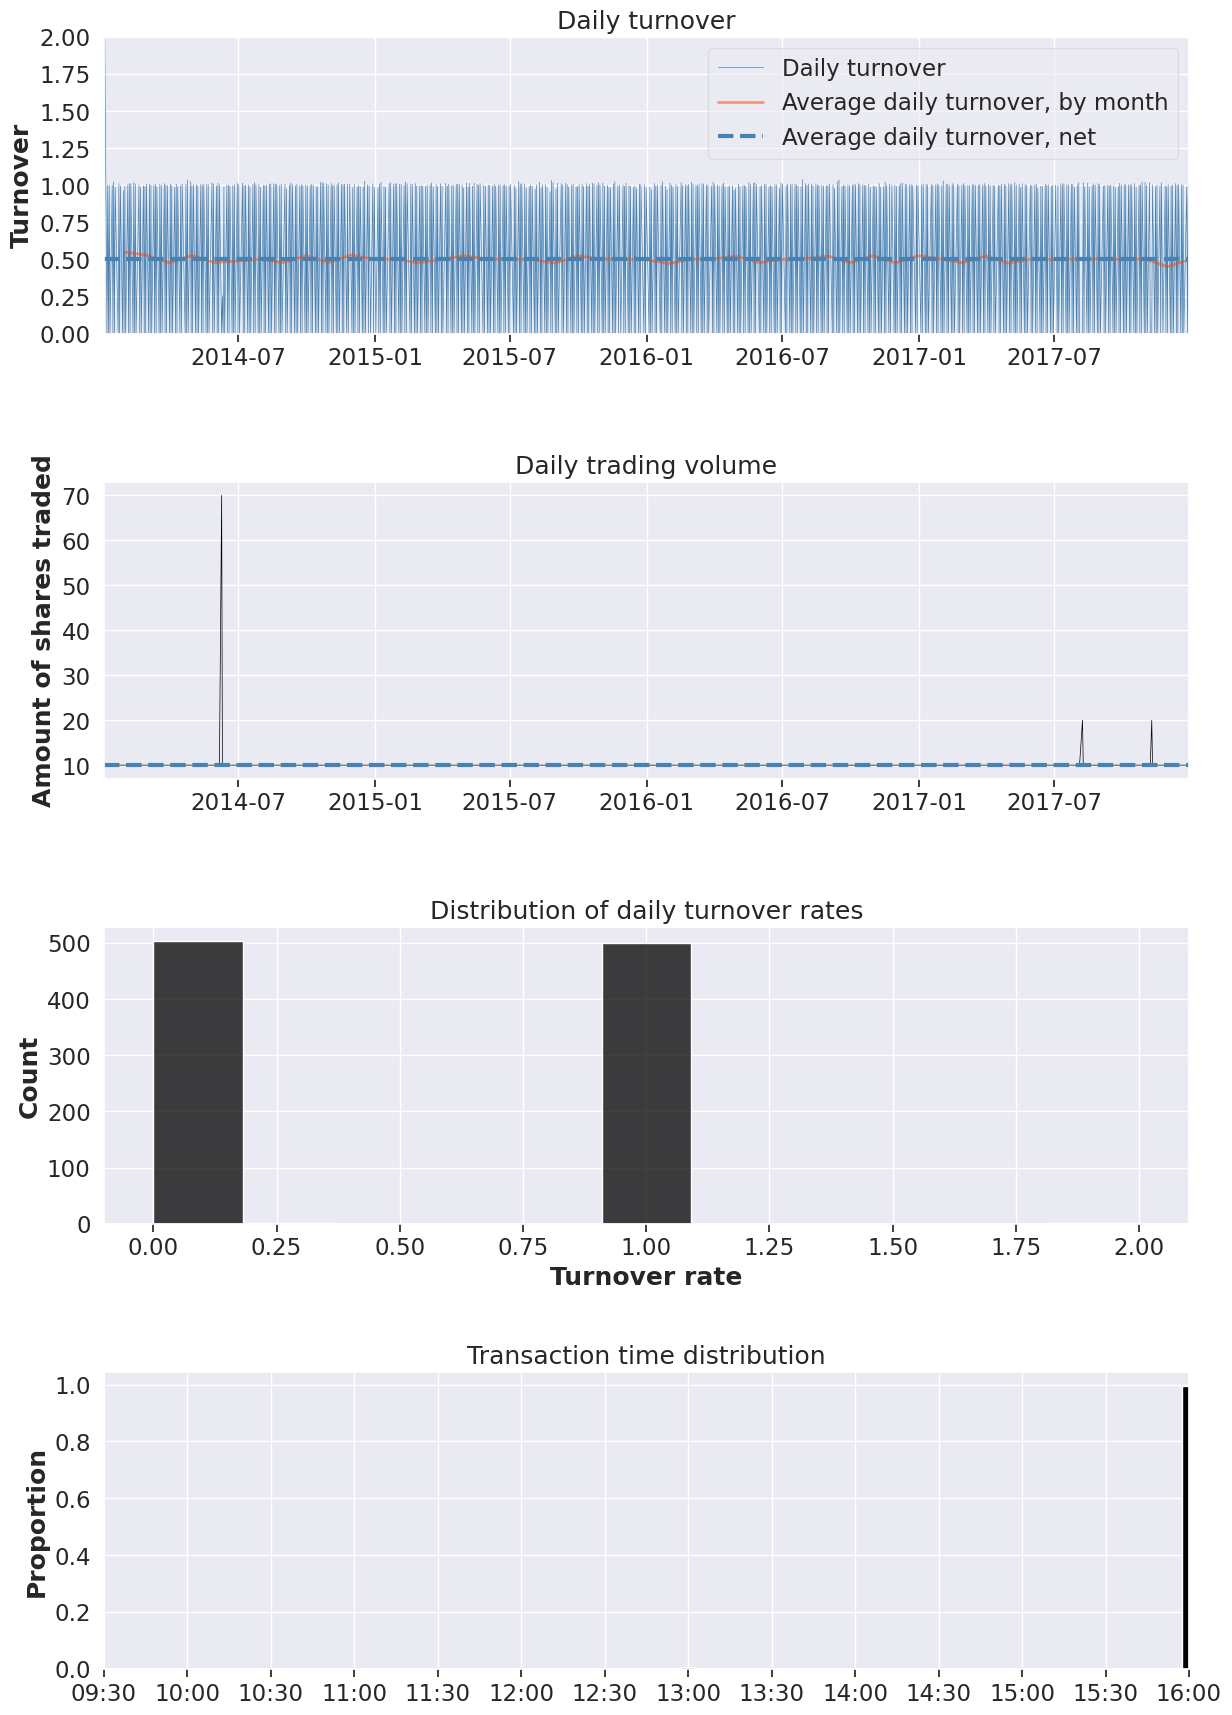 Daily turnover
2.00
1.75
1.50
1.25
1.00
0.75
0.50
0.25
0.00
Turnover
Daily turnover
Average daily turnover, by month
Average daily turnover, net
2014-07 2015-01 2015-07 2016-01 2016-07 2017-01 2017-07
Daily trading volume
70
60
50
40
30
20
10
Amount of shares traded
2014-07 2015-01 2015-07 2016-01 2016-07 2017-01 2017-07
Distribution of daily turnover rates
500
400
300
200
100
0
Count
0.00 0.25 0.50 0.75 1.00 1.25 1.50 1.75 2.00
Turnover rate
Transaction time distribution
1.0
0.8
0.6
0.4
0.2
0.0
Proportion
09:30 10:00 10:30 11:00 11:30 12:00 12:30 13:00 13:30 14:00 14:30 15:00 15:30 16:00